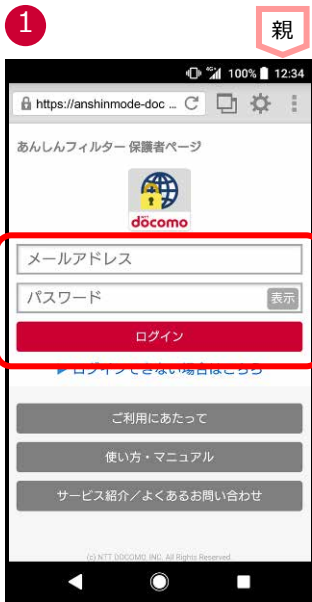 1
親
100% 12:34
https://anshinmode-doc ...
あんしんフィルター 保護者ページ
NTT
döcomo
メールアドレス
パスワード 表示
ログイン
▶ ログインできない場合はこちら
ご利用にあたって
使い方・マニュアル
サービス紹介／よくあるお問い合わせ
(c) NTT DOCOMO, INC. All Rights Reserved.